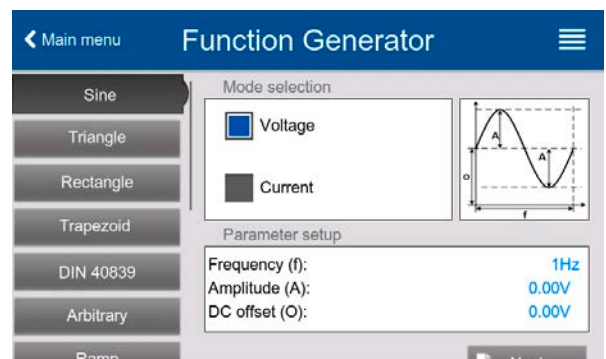 Main menu
Function Generator
Sine
Triangle
Rectangle
Trapezoid
DIN 40839
Arbitrary
Ramp
Mode selection
Voltage
Current
A
A
o
f
Parameter setup
Frequency (f): 1Hz
Amplitude (A): 0.00V
DC offset (O): 0.00V